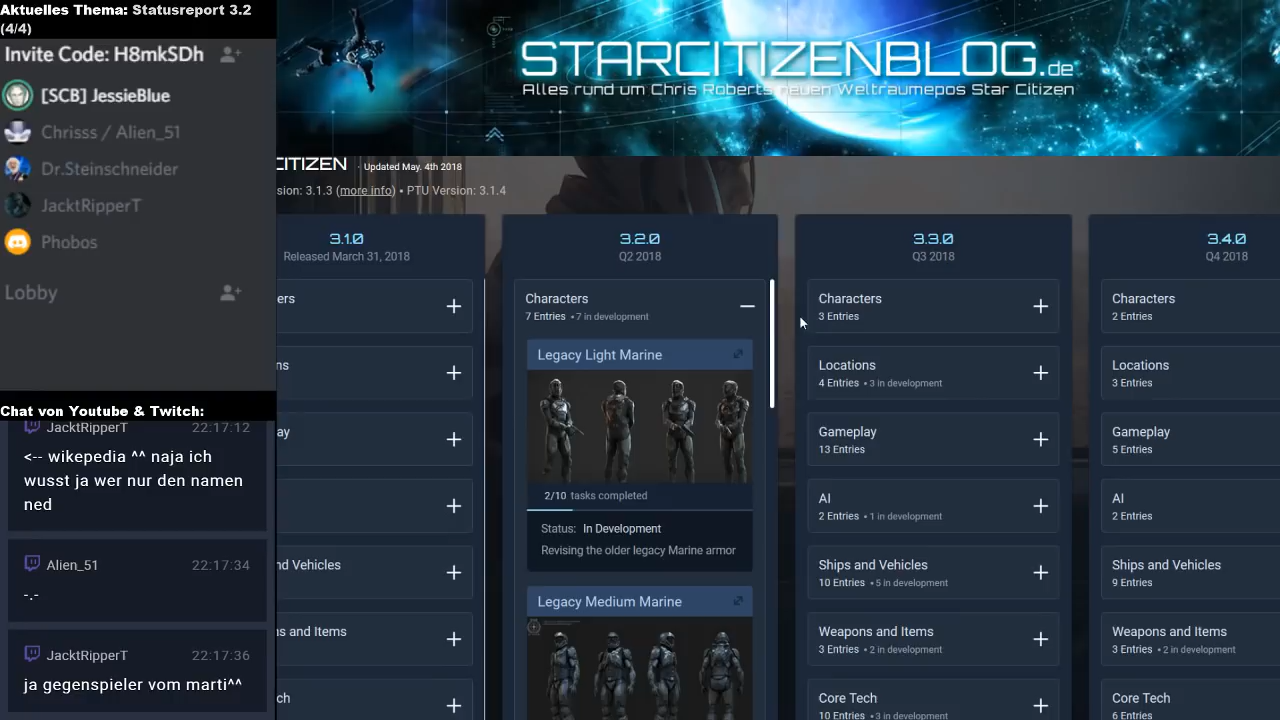 Aktuelles Thema: Statusreport 3.2
(4/4)
Invite Code: H8mkSDh
[SCB] JessieBlue
Chrisss / Alien_51
Dr.Steinschneider
JacktRipperT
Phobos
Lobby
Chat von Youtube & Twitch:
JacktRipperT 22:17:12
<-- wikepedia ^^ naja ich
wusst ja wer nur den namen
ned
Alien_51 22:17:34
-.-
JacktRipperT 22:17:36
ja gegenspieler vom marti^^
STARCITIZENBLOG.de
Alles rund um Chris Roberts neuen Weltraumepos Star Citizen
CITIZEN · Updated May. 4th 2018
sion: 3.1.3 (more info) • PTU Version: 3.1.4
3.1.0
Released March 31, 2018
ers
ns
ay
nd Vehicles
ns and Items
ch
3.2.0
Q2 2018
Characters
7 Entries • 7 in development
Legacy Light Marine
2/10 tasks completed
Status: In Development
Revising the older legacy Marine armor
Legacy Medium Marine
3.3.0
Q3 2018
Characters
3 Entries
Locations
4 Entries • 3 in development
Gameplay
13 Entries
AI
2 Entries • 1 in development
Ships and Vehicles
10 Entries • 5 in development
Weapons and Items
3 Entries • 2 in development
Core Tech
10 Entries • 3 in development
3.4.0
Q4 2018
Characters
2 Entries
Locations
3 Entries
Gameplay
5 Entries
AI
2 Entries
Ships and Vehicles
9 Entries
Weapons and Items
3 Entries • 2 in development
Core Tech
6 Entries